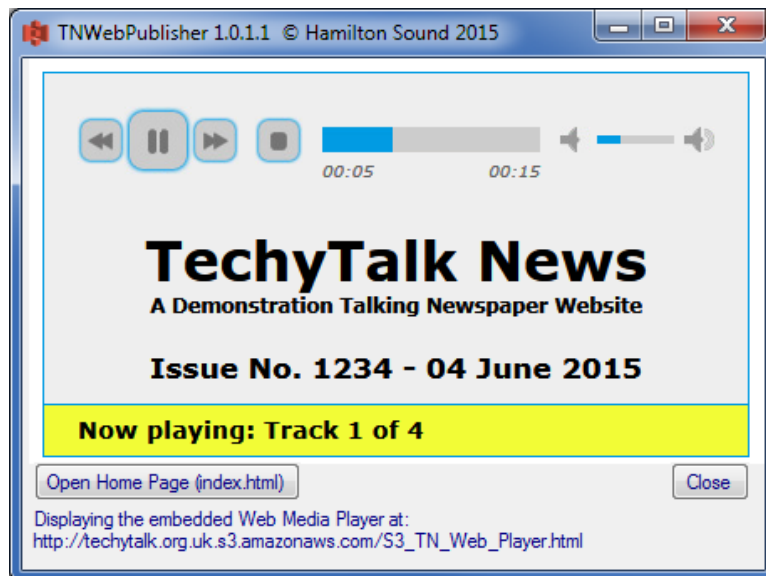 TNWebPublisher 1.0.1.1 © Hamilton Sound 2015
00:05 00:15
TechyTalk News
A Demonstration Talking Newspaper Website
Issue No. 1234 - 04 June 2015
Now playing: Track 1 of 4
Open Home Page (index.html) Close
Displaying the embedded Web Media Player at:
http://techytalk.org.uk.s3.amazonaws.com/S3_TN_Web_Player.html